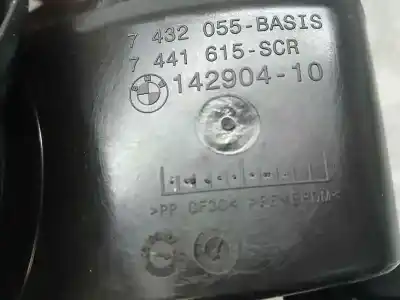 7 432 055-BASIS
7 441 615-SCR
142904-10
>PP GF30<